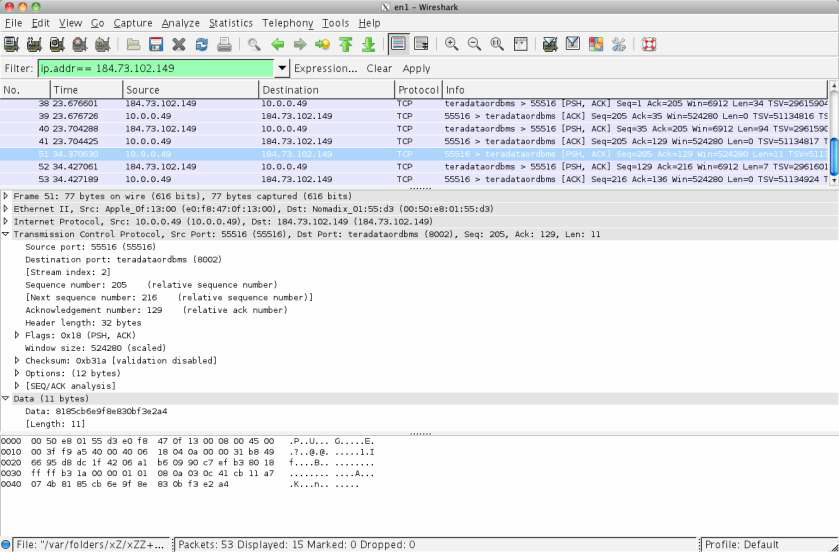 en1 - Wireshark
File Edit View Go Capture Analyze Statistics Telephony Tools Help
Filter: ip.addr== 184.73.102.149 Expression... Clear Apply
No. Time Source Destination Protocol Info
38 23.676601 184.73.102.149 10.0.0.49 TCP teradataordbms > 55516 [PSH, ACK] Seq=1 Ack=205 Win=6912 Len=34 TSV=29615904
39 23.676726 10.0.0.49 184.73.102.149 TCP 55516 > teradataordbms [ACK] Seq=205 Ack=35 Win=524280 Len=0 TSV=51134816 TS
40 23.704288 184.73.102.149 10.0.0.49 TCP teradataordbms > 55516 [PSH, ACK] Seq=35 Ack=205 Win=6912 Len=94 TSV=2961590
41 23.704425 10.0.0.49 184.73.102.149 TCP 55516 > teradataordbms [ACK] Seq=205 Ack=129 Win=524280 Len=0 TSV=51134817 T
51 34.370630 10.0.0.49 184.73.102.149 TCP 55516 > teradataordbms [PSH, ACK] Seq=205 Ack=129 Win=524280 Len=11
52 34.427061 184.73.102.149 10.0.0.49 TCP teradataordbms > 55516 [PSH, ACK] Seq=129 Ack=216 Win=6912 Len=7 TSV=2961601
53 34.427189 10.0.0.49 184.73.102.149 TCP 55516 > teradataordbms [ACK] Seq=216 Ack=136 Win=524280 Len=0 TSV=51134924 T
Frame 51: 77 bytes on wire (616 bits), 77 bytes captured (616 bits)
Ethernet II, Src: Apple_0f:13:00 (e0:f8:47:0f:13:00), Dst: Nomadix_01:55:d3 (00:50:e8:01:55:d3)
Internet Protocol, Src: 10.0.0.49 (10.0.0.49), Dst: 184.73.102.149 (184.73.102.149)
Transmission Control Protocol, Src Port: 55516 (55516), Dst Port: teradataordbms (8002), Seq: 205, Ack: 129, Len: 11
Source port: 55516 (55516)
Destination port: teradataordbms (8002)
[Stream index: 2]
Sequence number: 205 (relative sequence number)
[Next sequence number: 216 (relative sequence number)]
Acknowledgement number: 129 (relative ack number)
Header length: 32 bytes
Flags: 0x18 (PSH, ACK)
Window size: 524280 (scaled)
Checksum: 0xb31a [validation disabled]
Options: (12 bytes)
[SEQ/ACK analysis]
Data (11 bytes)
Data: 8185cb6e9f8e830bf3e2a4
[Length: 11]
0000 00 50 e8 01 55 d3 e0 f8 47 0f 13 00 08 00 45 00 .P..U... G.....E.
0010 00 3f f9 a5 40 00 40 06 18 04 0a 00 00 31 b8 49 .?..@.@. .....1.I
0020 66 95 d8 dc 1f 42 06 a1 b6 09 90 c7 ef b3 80 18 f....B.. ........
0030 ff ff b3 1a 00 00 01 01 08 0a 03 0c 41 cb 11 a7 ........ ....A...
0040 07 4b 81 85 cb 6e 9f 8e 83 0b f3 e2 a4 .K...n.. .....
File: "/var/folders/xZ/xZZ+... Packets: 53 Displayed: 15 Marked: 0 Dropped: 0 Profile: Default